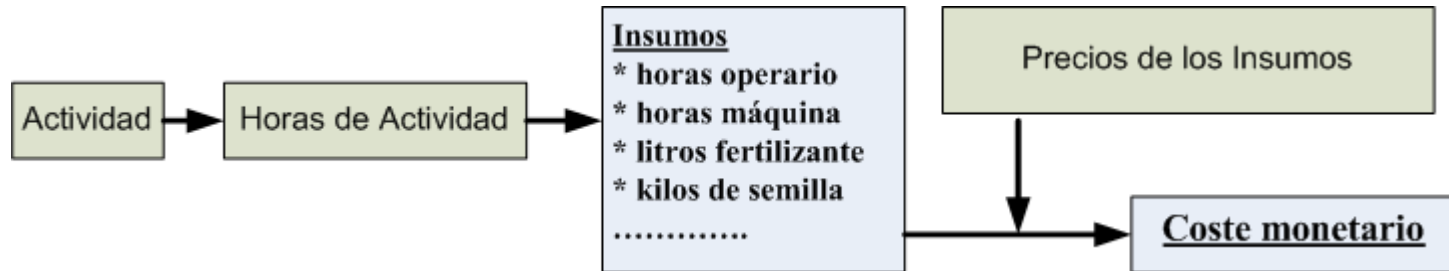 Actividad
Horas de Actividad
Insumos
* horas operario
* horas máquina
* litros fertilizante
* kilos de semilla
.............
Precios de los Insumos
Coste monetario